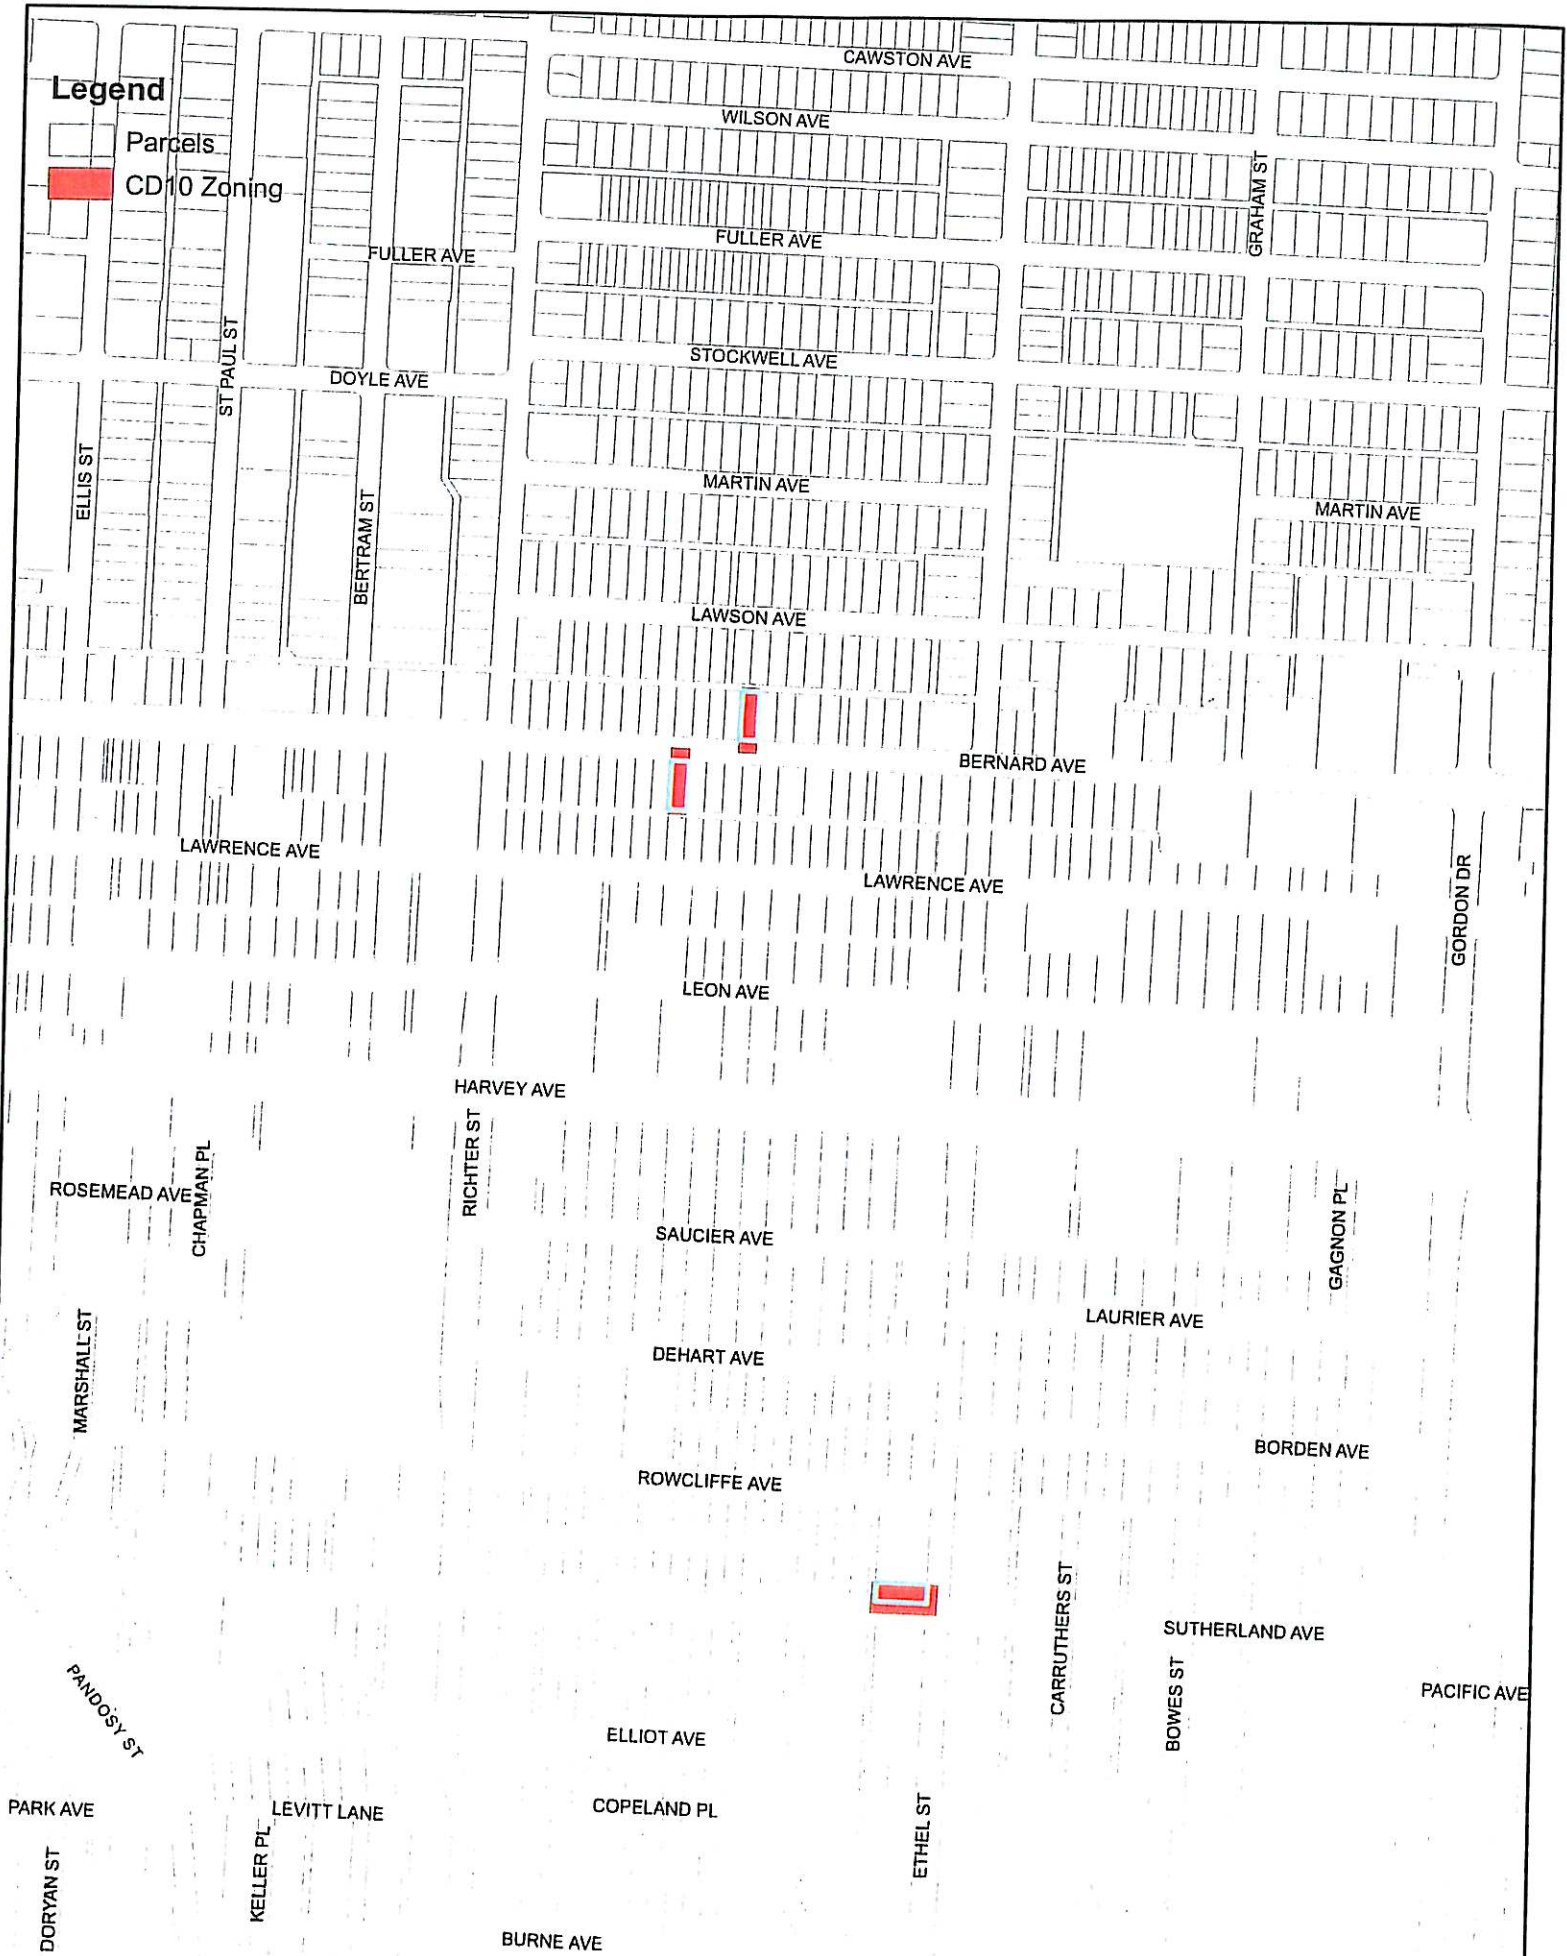 CAWSTON AVE
Legend
WILSON AVE
Parcels
CD10 Zoning
GRAHAM ST
FULLER AVE
FULLER AVE
ST PAUL ST
STOCKWELL AVE
DOYLE AVE
ELLIS ST
MARTIN AVE
BERTRAM ST
MARTIN AVE
LAWSON AVE
BERNARD AVE
LAWRENCE AVE
LAWRENCE AVE
GORDON DR
LEON AVE
HARVEY AVE
RICHTER ST
ROSEMEAD AVE
CHAPMAN PL
SAUCIER AVE
GAGNON PL
LAURIER AVE
MARSHALL ST
DEHART AVE
BORDEN AVE
ROWCLIFFE AVE
CARRUTHERS ST
SUTHERLAND AVE
BOWES ST
PACIFIC AVE
PANDOSY ST
ELLIOT AVE
PARK AVE
LEVITT LANE
COPELAND PL
ETHEL ST
KELLER PL
DORYAN ST
BURNE AVE